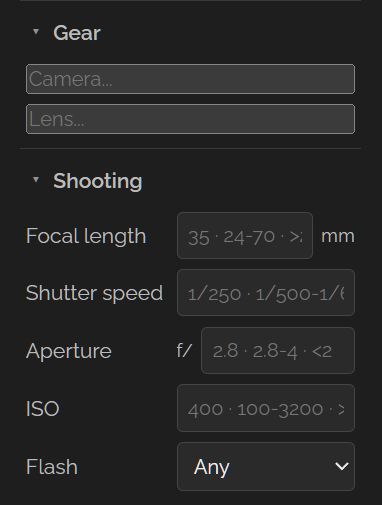 Gear
Camera...
Lens...
Shooting
Focal length 35 · 24-70 · > mm
Shutter speed 1/250 · 1/500-1/
Aperture f/ 2.8 · 2.8-4 · <2
ISO 400 · 100-3200 · >
Flash Any